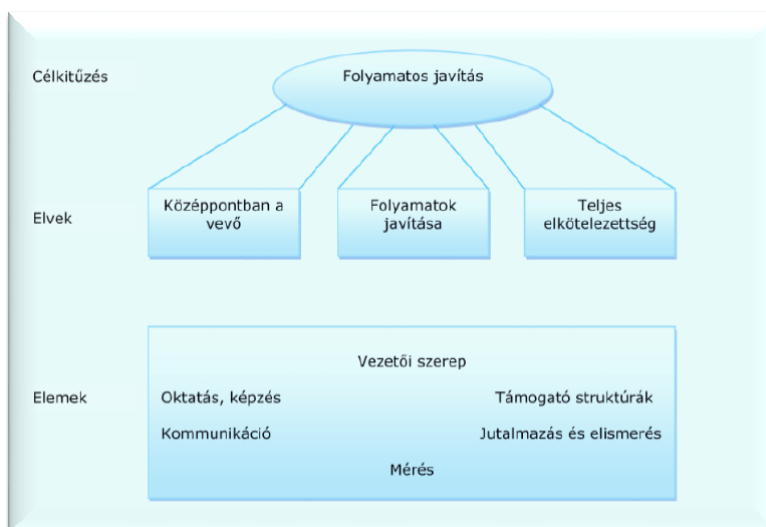 Célkitűzés
Folyamatos javítás
Elvek
Középpontban a
vevő
Folyamatok
javítása
Teljes
elkötelezettség
Elemek
Vezetői szerep
Oktatás, képzés
Támogató struktúrák
Kommunikáció
Jutalmazás és elismerés
Mérés